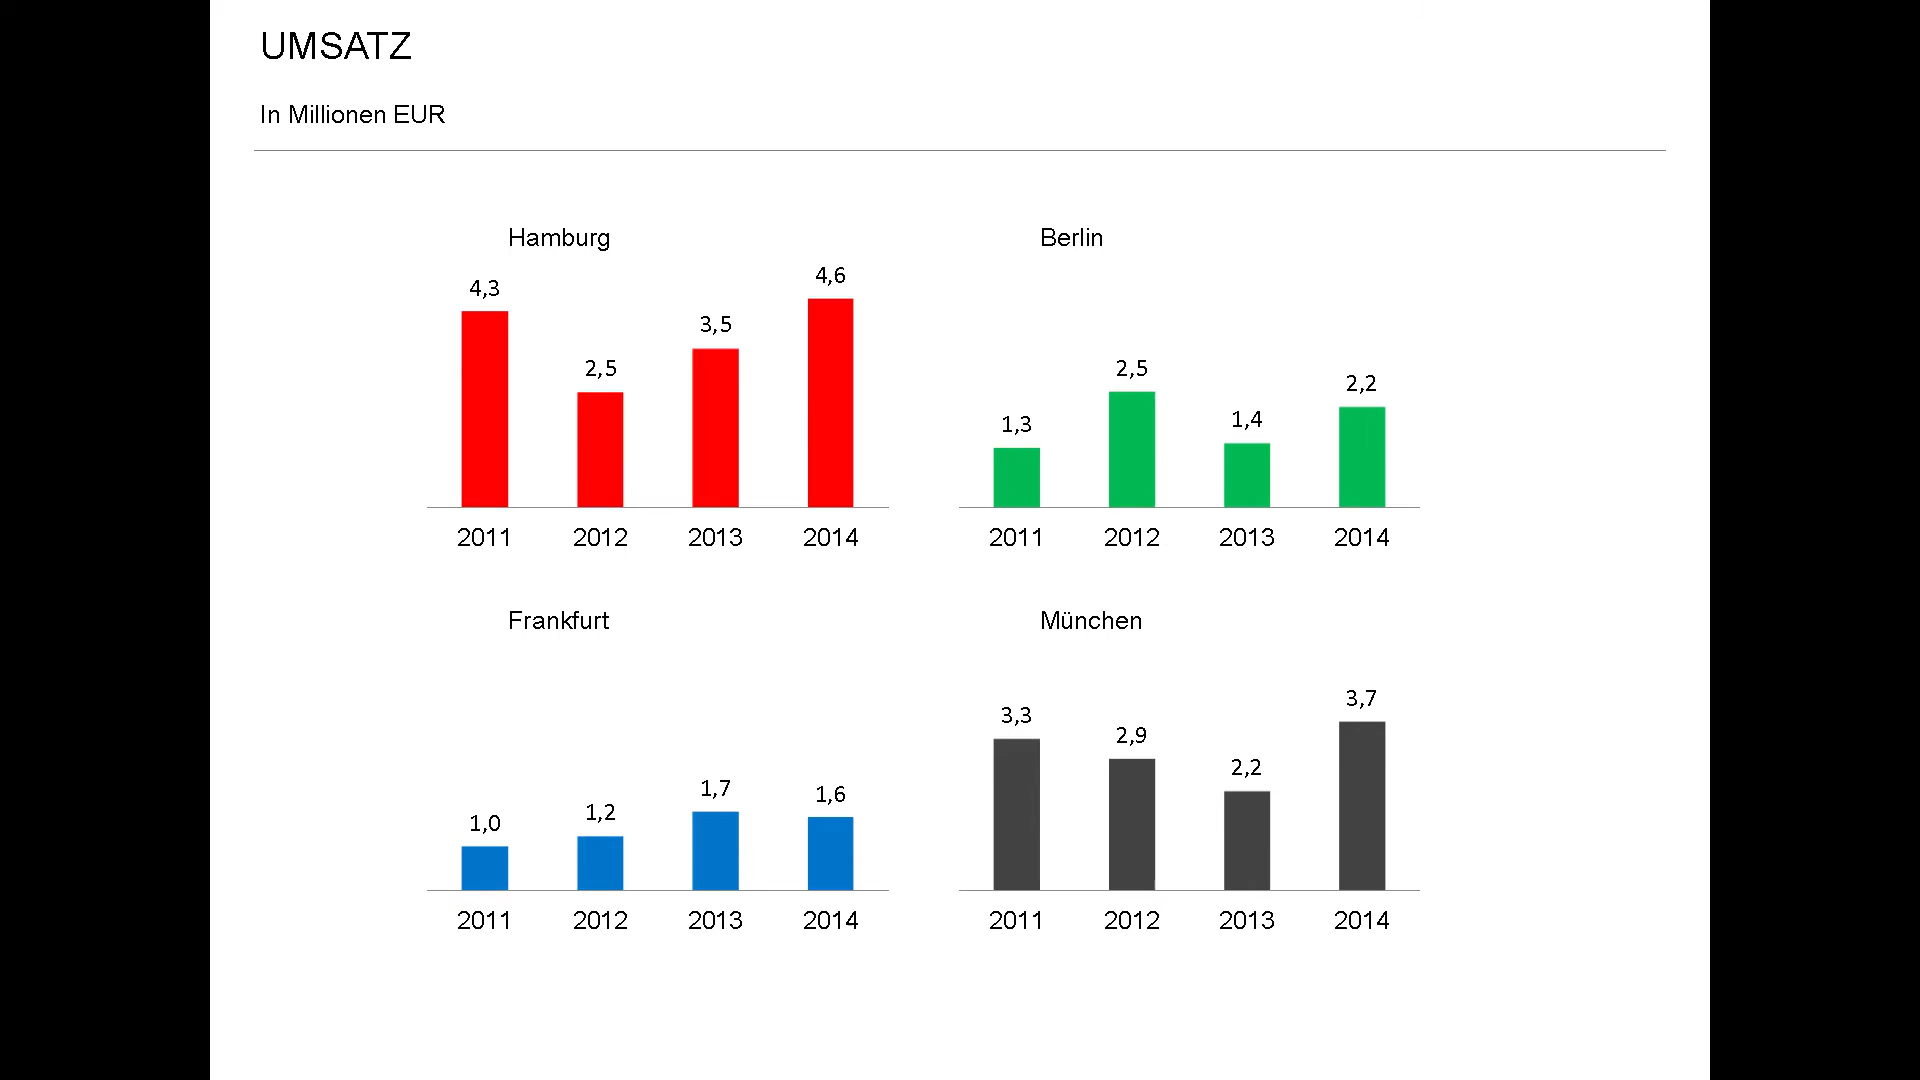 UMSATZ
In Millionen EUR
Hamburg
4,3
2,5
3,5
4,6
2011 2012 2013 2014
Berlin
1,3
2,5
1,4
2,2
2011 2012 2013 2014
Frankfurt
1,0
1,2
1,7
1,6
2011 2012 2013 2014
München
3,3
2,9
2,2
3,7
2011 2012 2013 2014